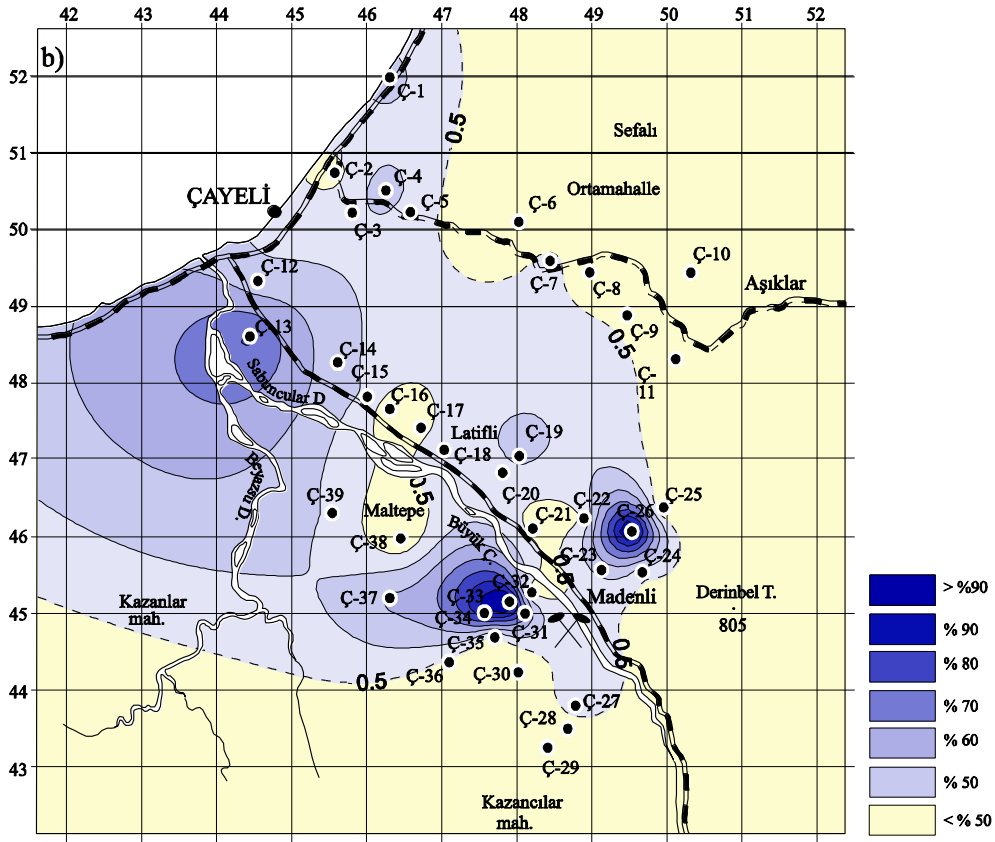 42 43 44 45 46 47 48 49 50 51 52
b)
52
Ç-1
0.5
Sefalı
51
Ç-2
Ç-4
Ortamahalle
ÇAYELİ
Ç-5
Ç-6
Ç-3
50
Ç-10
Ç-12
Ç-7
Ç-8
Aşıklar
49
Ç-13
Ç-9
0.5
Ç-14
Ç-15
Ç-
11
48
Sabuncular D
Ç-16
Ç-17
Latifli
Ç-19
Ç-18
47
Beyazsu D.
0.5
Ç-39
Ç-20
Ç-22
Ç-25
Maltepe
Ç-21
Ç-26
46
Ç-38
Büyük C.
Ç-23
Ç-24
0.5
Ç-32
Ç-37
Ç-33
Madenli
Derinbel T.
805
Kazanlar
mah.
> %90
45
Ç-34
Ç-31
% 90
Ç-35
0.5
% 80
Ç-36
Ç-30
0.5
44
Ç-27
% 70
Ç-28
% 60
43
Ç-29
% 50
Kazancılar
mah.
< % 50